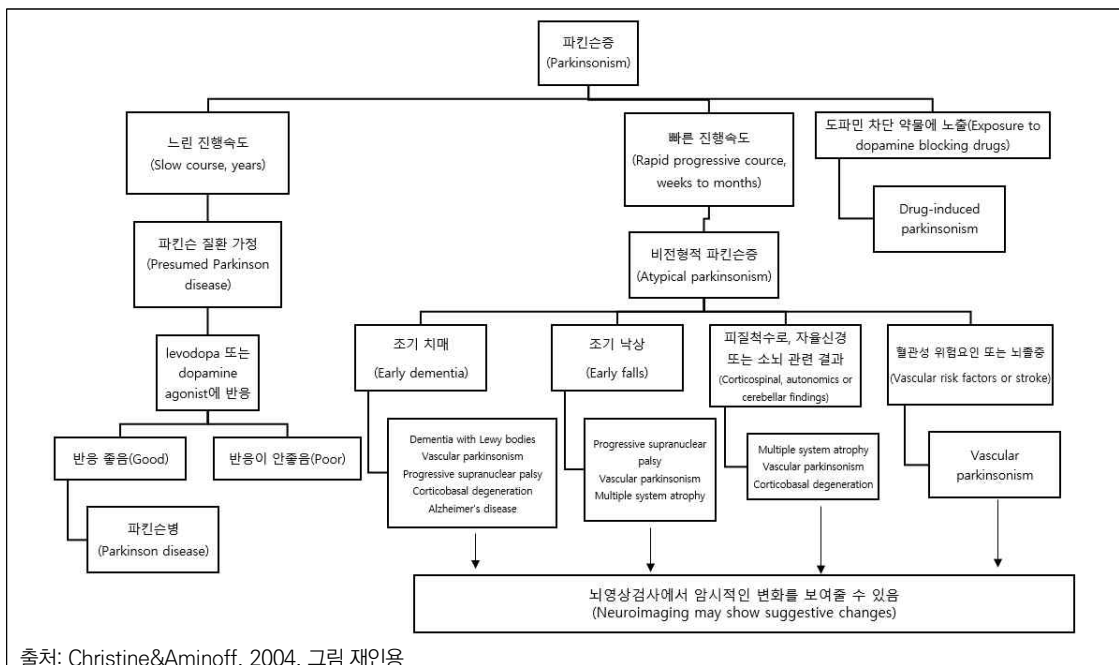 파킨슨증
(Parkinsonism)
느린 진행속도
(Slow course, years)
빠른 진행속도
(Rapid progressive cource,
weeks to months)
도파민 차단 약물에 노출(Exposure to
dopamine blocking drugs)
Drug-induced
parkinsonism
파킨슨 질환 가정
(Presumed Parkinson
disease)
비전형적 파킨슨증
(Atypical parkinsonism)
levodopa 또는
dopamine
agonist에 반응
반응 좋음(Good)
반응이 안좋음(Poor)
파킨슨병
(Parkinson disease)
조기 치매
(Early dementia)
조기 낙상
(Early falls)
피질척수로, 자율신경
또는 소뇌 관련 결과
(Corticospinal, autonomics or
cerebellar findings)
혈관성 위험요인 또는 뇌졸중
(Vascular risk factors or stroke)
Dementia with Lewy bodies
Vascular parkinsonism
Progressive supranuclear palsy
Corticobasal degeneration
Alzheimer's disease
Progressive supranuclear
palsy
Vascular parkinsonism
Multiple system atrophy
Multiple system atrophy
Vascular parkinsonism
Corticobasal degeneration
Vascular
parkinsonism
뇌영상검사에서 암시적인 변화를 보여줄 수 있음
(Neuroimaging may show suggestive changes)
출처: Christine&Aminoff, 2004, 그림 재인용